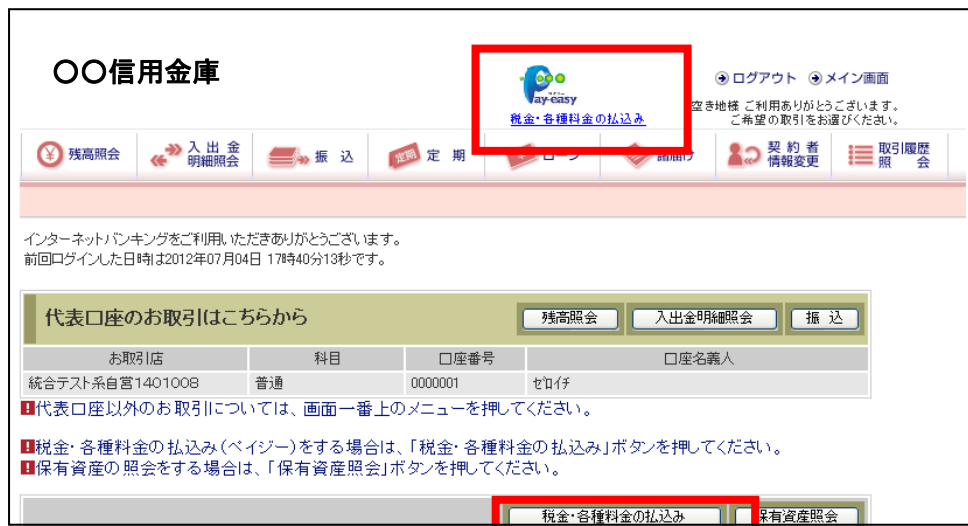 〇〇信用金庫
Pay-easy
税金・各種料金の払込み
ログアウト メイン画面
空き地様 ご利用ありがとうございます。
ご希望の取引をお選びください。
残高照会 入出金明細照会 振込 定期 定期 ローン 諸届け 契約者情報変更 取引履歴照会
インターネットバンキングをご利用いただきありがとうございます。
前回ログインした日時は2012年07月04日 17時40分13秒です。
代表口座のお取引はこちらから 残高照会 入出金明細照会 振込
お取引店 科目 口座番号 口座名義人
統合テスト系自営1401008 普通 0000001 ゼロイチ
!代表口座以外のお取引については、画面一番上のメニューを押してください。
!税金・各種料金の払込み(ペイジー)をする場合は、「税金・各種料金の払込み」ボタンを押してください。
!保有資産の照会をする場合は、「保有資産照会」ボタンを押してください。
税金・各種料金の払込み 保有資産照会